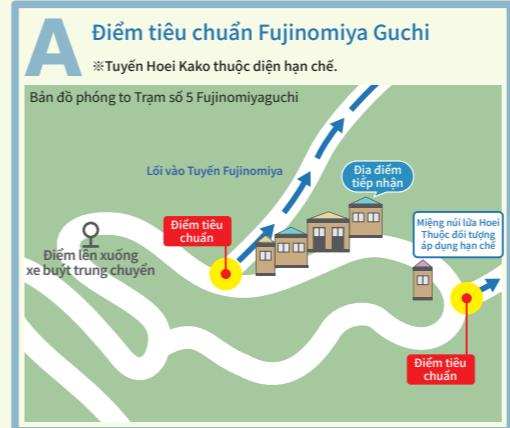 A
Điểm tiêu chuẩn Fujinomiya Guchi
※Tuyến Hoei Kako thuộc diện hạn chế.
Bản đồ phóng to Trạm số 5 Fujinomiyaguchi
Lối vào Tuyến Fujinomiya
Địa điểm
tiếp nhận
Điểm tiêu
chuẩn
Điểm lên xuống
xe buýt trung chuyển
Miệng núi lửa Hoei
Thuộc đối tượng
áp dụng hạn chế
Điểm tiêu
chuẩn